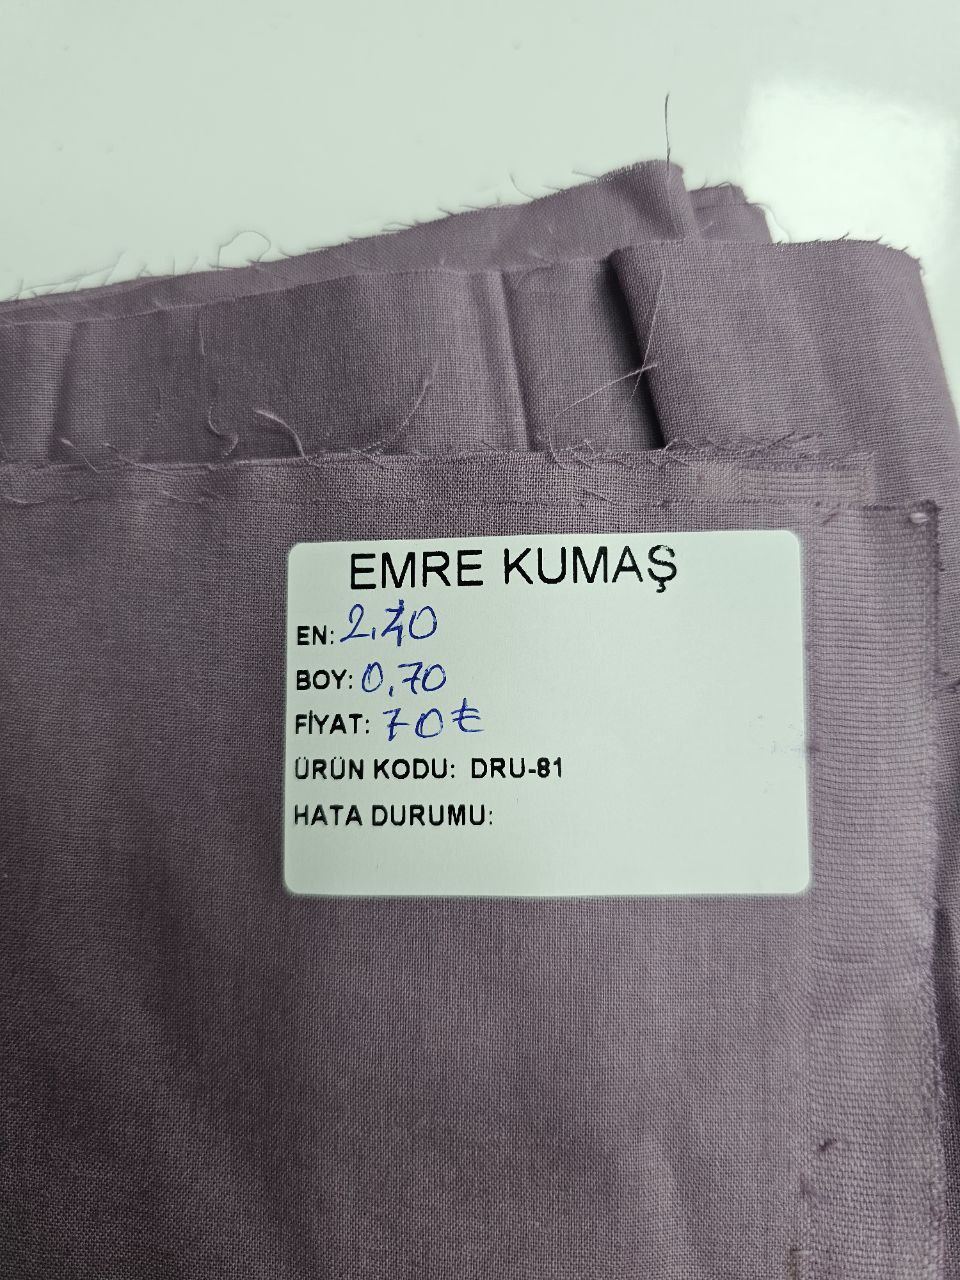 EMRE KUMAŞ
EN: 2.40
BOY: 0,70
FİYAT: 70₺
ÜRÜN KODU: DRU-81
HATA DURUMU: